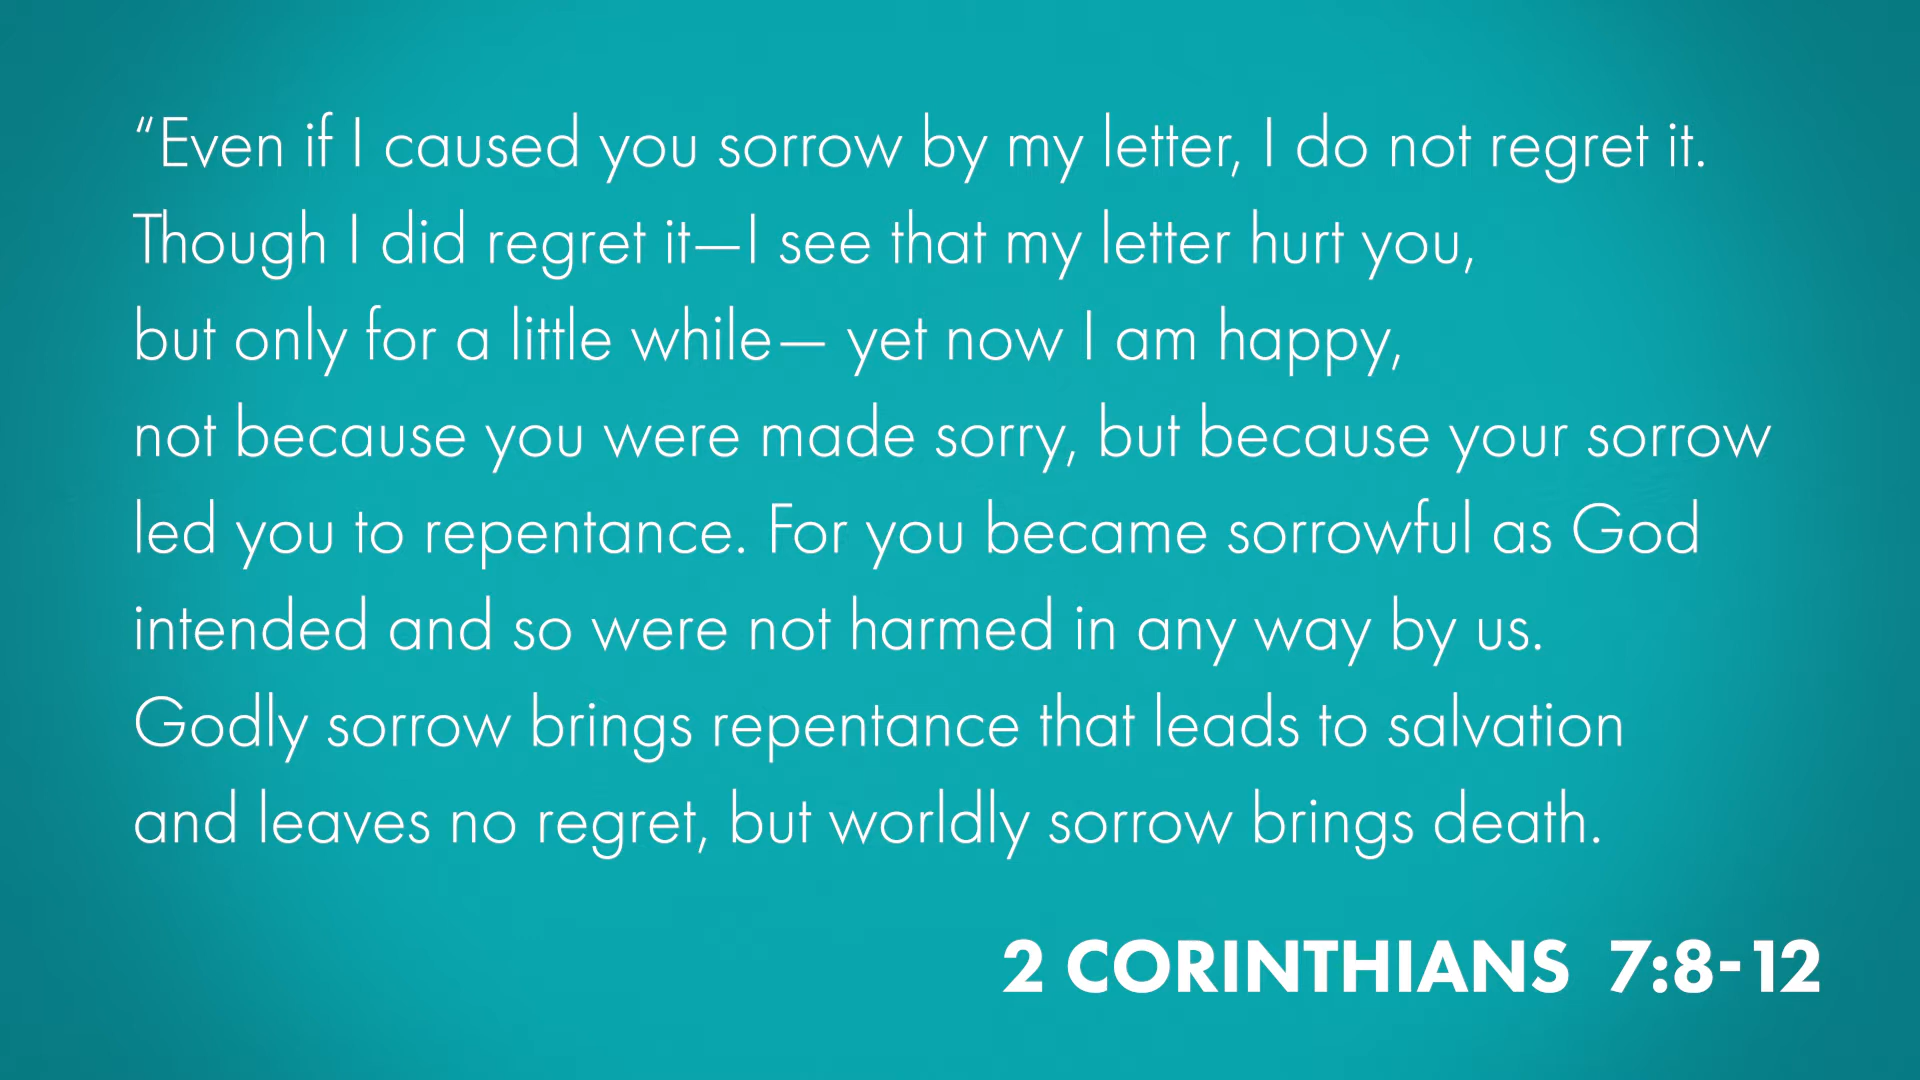 “Even if I caused you sorrow by my letter, I do not regret it.
Though I did regret it—I see that my letter hurt you,
but only for a little while— yet now I am happy,
not because you were made sorry, but because your sorrow
led you to repentance. For you became sorrowful as God
intended and so were not harmed in any way by us.
Godly sorrow brings repentance that leads to salvation
and leaves no regret, but worldly sorrow brings death.
2 CORINTHIANS 7:8-12